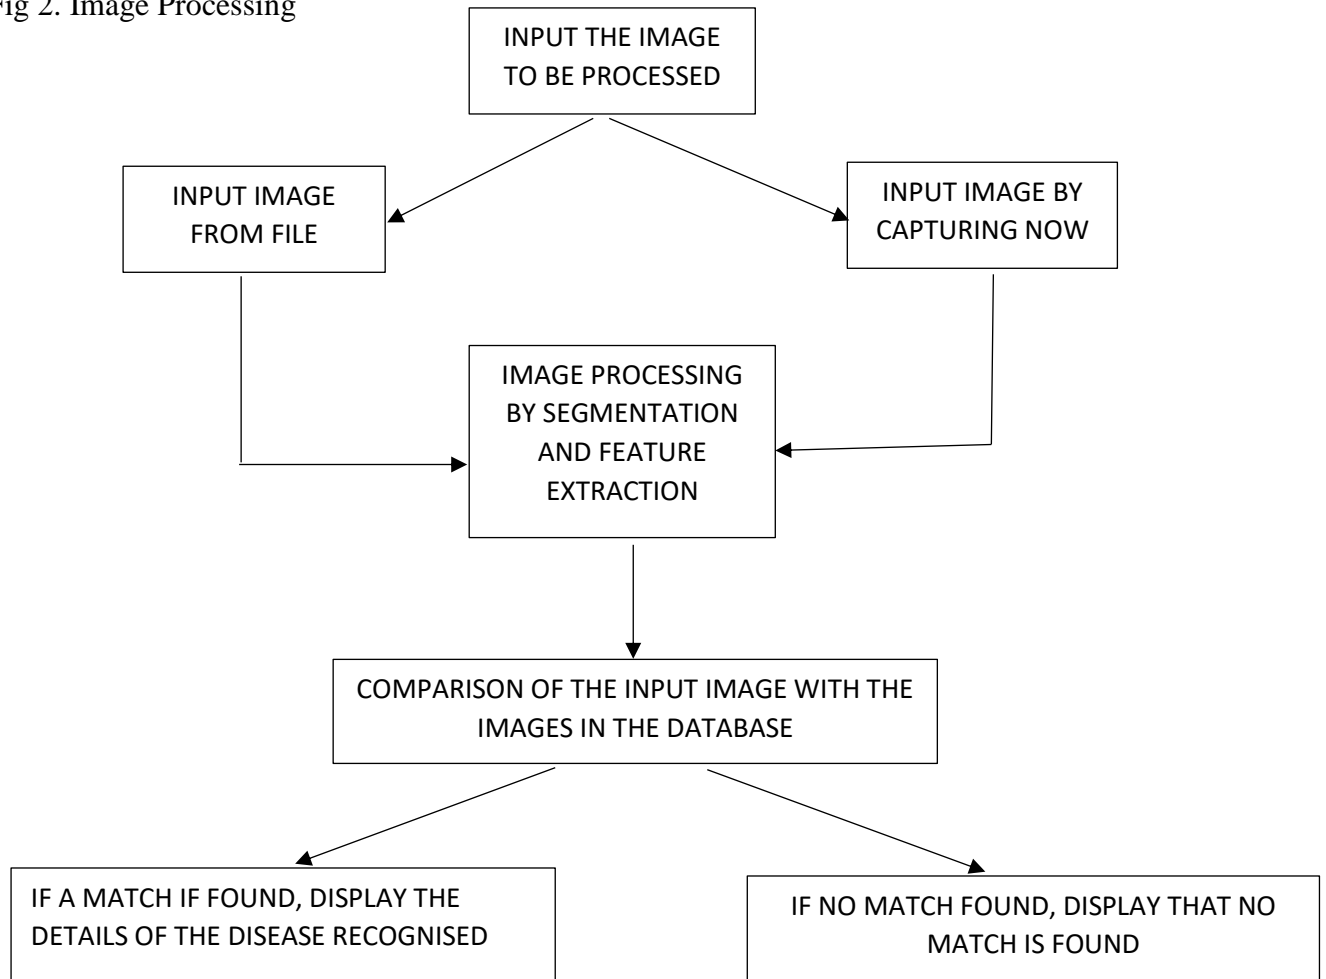 Fig 2. Image Processing
INPUT THE IMAGE
TO BE PROCESSED
INPUT IMAGE
FROM FILE
INPUT IMAGE BY
CAPTURING NOW
IMAGE PROCESSING
BY SEGMENTATION
AND FEATURE
EXTRACTION
COMPARISON OF THE INPUT IMAGE WITH THE
IMAGES IN THE DATABASE
IF A MATCH IF FOUND, DISPLAY THE
DETAILS OF THE DISEASE RECOGNISED
IF NO MATCH FOUND, DISPLAY THAT NO
MATCH IS FOUND